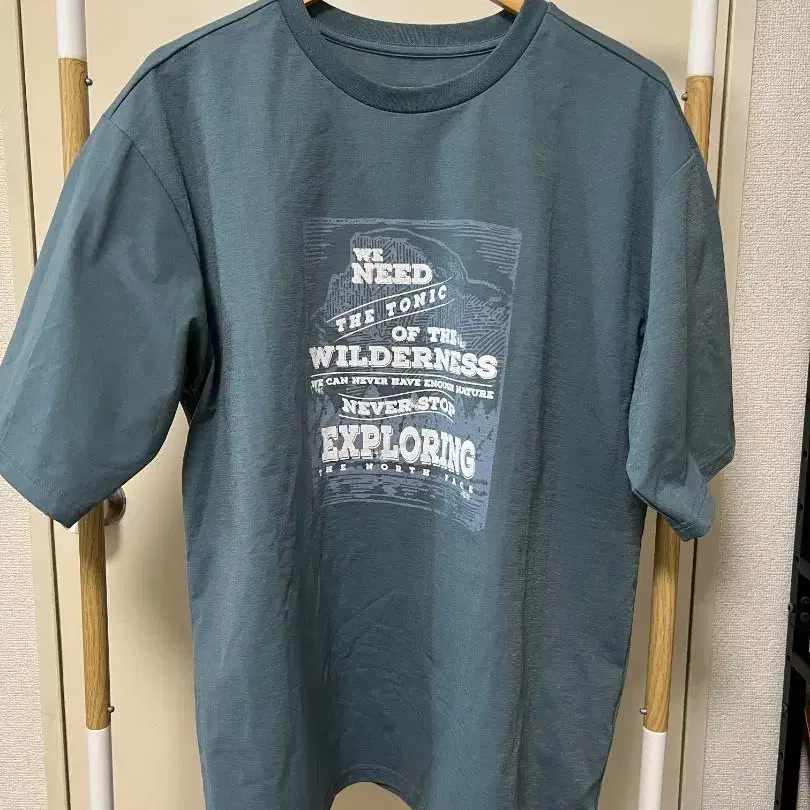 WE
NEED
THE TONIC
OF THE
WILDERNESS
WE CAN NEVER HAVE ENOUGH NATURE
NEVER STOP
EXPLORING
THE NORTH FACE